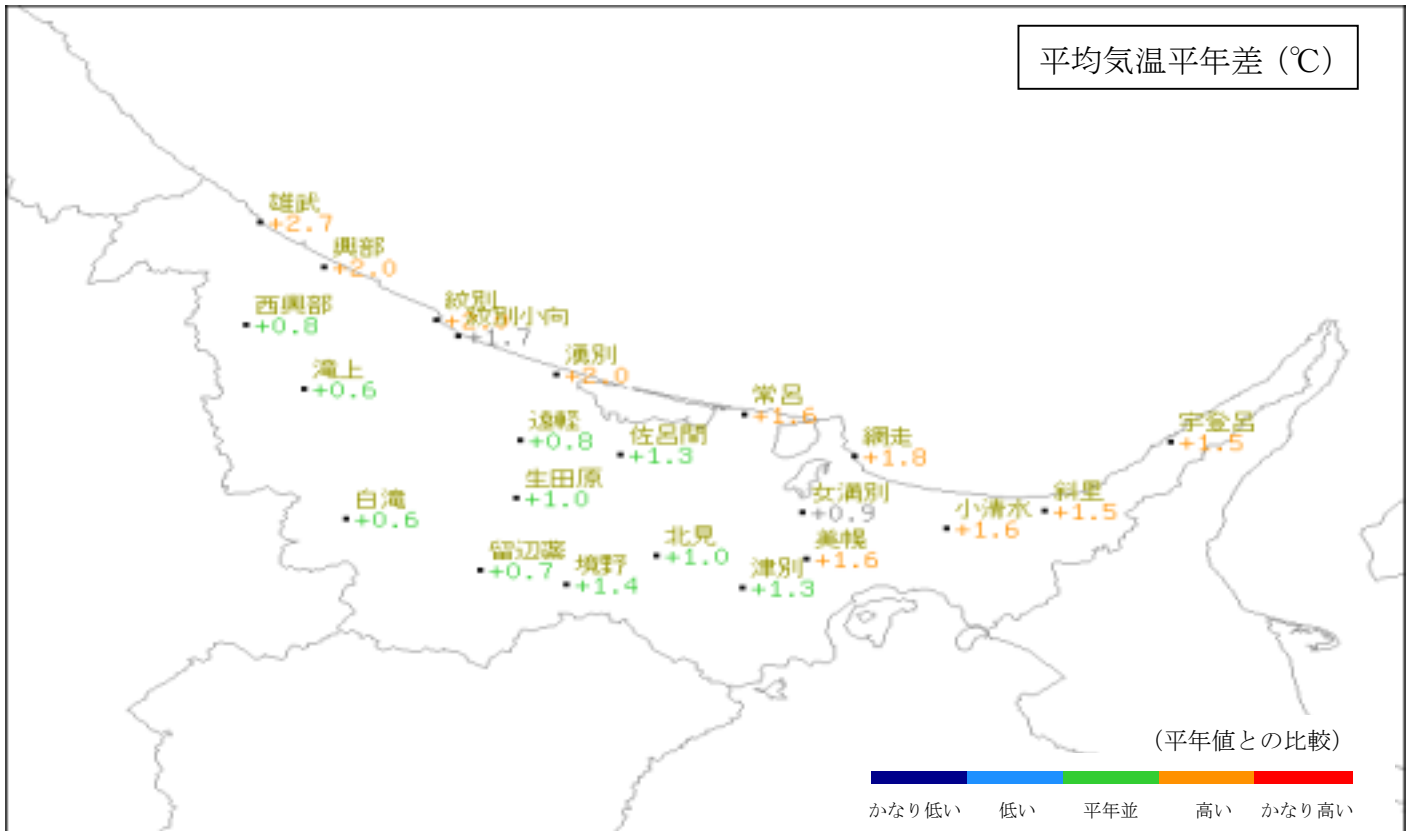 平均気温平年差（℃）
雄武
+2.7
興部
+2.0
西興部
+0.8
紋別
紋別小向
+1.7
滝上
+0.6
湧別
+2.0
常呂
+1.6
遠軽
+0.8
佐呂間
+1.3
網走
+1.8
宇登呂
+1.5
生田原
+1.0
白滝
+0.6
女満別
+0.9
小清水
+1.6
斜里
+1.5
留辺蘂
+0.7
境野
+1.4
北見
+1.0
美幌
+1.6
津別
+1.3
（平年値との比較）
かなり低い 低い 平年並 高い かなり高い